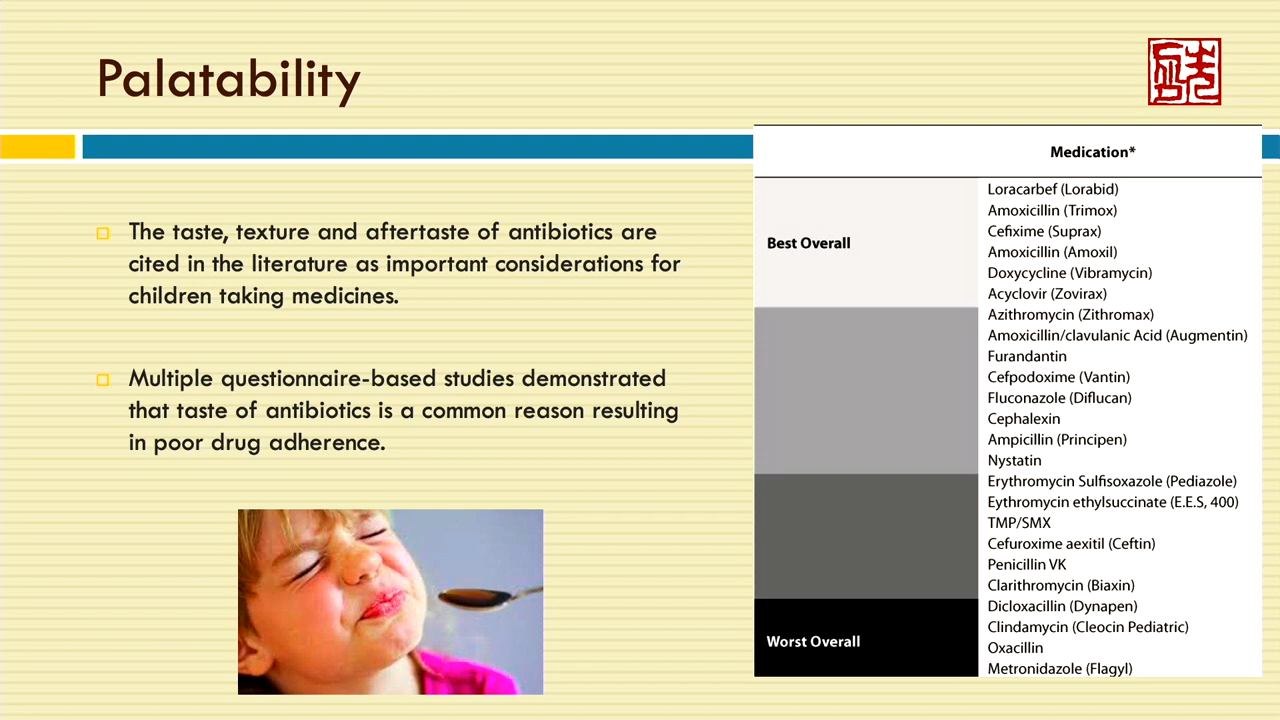 Palatability
The taste, texture and aftertaste of antibiotics are
cited in the literature as important considerations for
children taking medicines.
Multiple questionnaire-based studies demonstrated
that taste of antibiotics is a common reason resulting
in poor drug adherence.
Medication*
Best Overall
Loracarbef (Lorabid)
Amoxicillin (Trimox)
Cefixime (Suprax)
Amoxicillin (Amoxil)
Doxycycline (Vibramycin)
Acyclovir (Zovirax)
Azithromycin (Zithromax)
Amoxicillin/clavulanic Acid (Augmentin)
Furandantin
Cefpodoxime (Vantin)
Fluconazole (Diflucan)
Cephalexin
Ampicillin (Principen)
Nystatin
Erythromycin Sulfisoxazole (Pediazole)
Eythromycin ethylsuccinate (E.E.S, 400)
TMP/SMX
Cefuroxime aexitil (Ceftin)
Penicillin VK
Clarithromycin (Biaxin)
Worst Overall
Dicloxacillin (Dynapen)
Clindamycin (Cleocin Pediatric)
Oxacillin
Metronidazole (Flagyl)